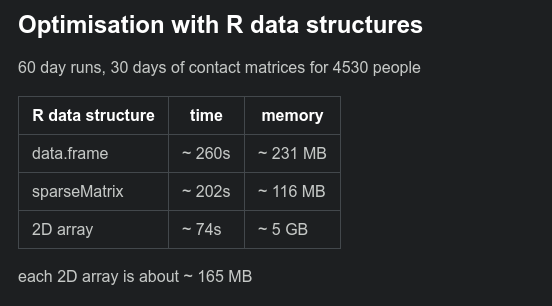 Optimisation with R data structures
60 day runs, 30 days of contact matrices for 4530 people
R data structure time memory
data.frame ~ 260s ~ 231 MB
sparseMatrix ~ 202s ~ 116 MB
2D array ~ 74s ~ 5 GB
each 2D array is about ~ 165 MB